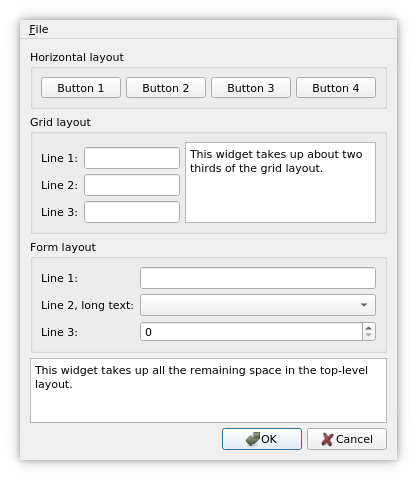 File
Horizontal layout
Button 1 Button 2 Button 3 Button 4
Grid layout
Line 1:
Line 2:
Line 3:
This widget takes up about two
thirds of the grid layout.
Form layout
Line 1:
Line 2, long text:
Line 3: 0
This widget takes up all the remaining space in the top-level
layout.
OK Cancel